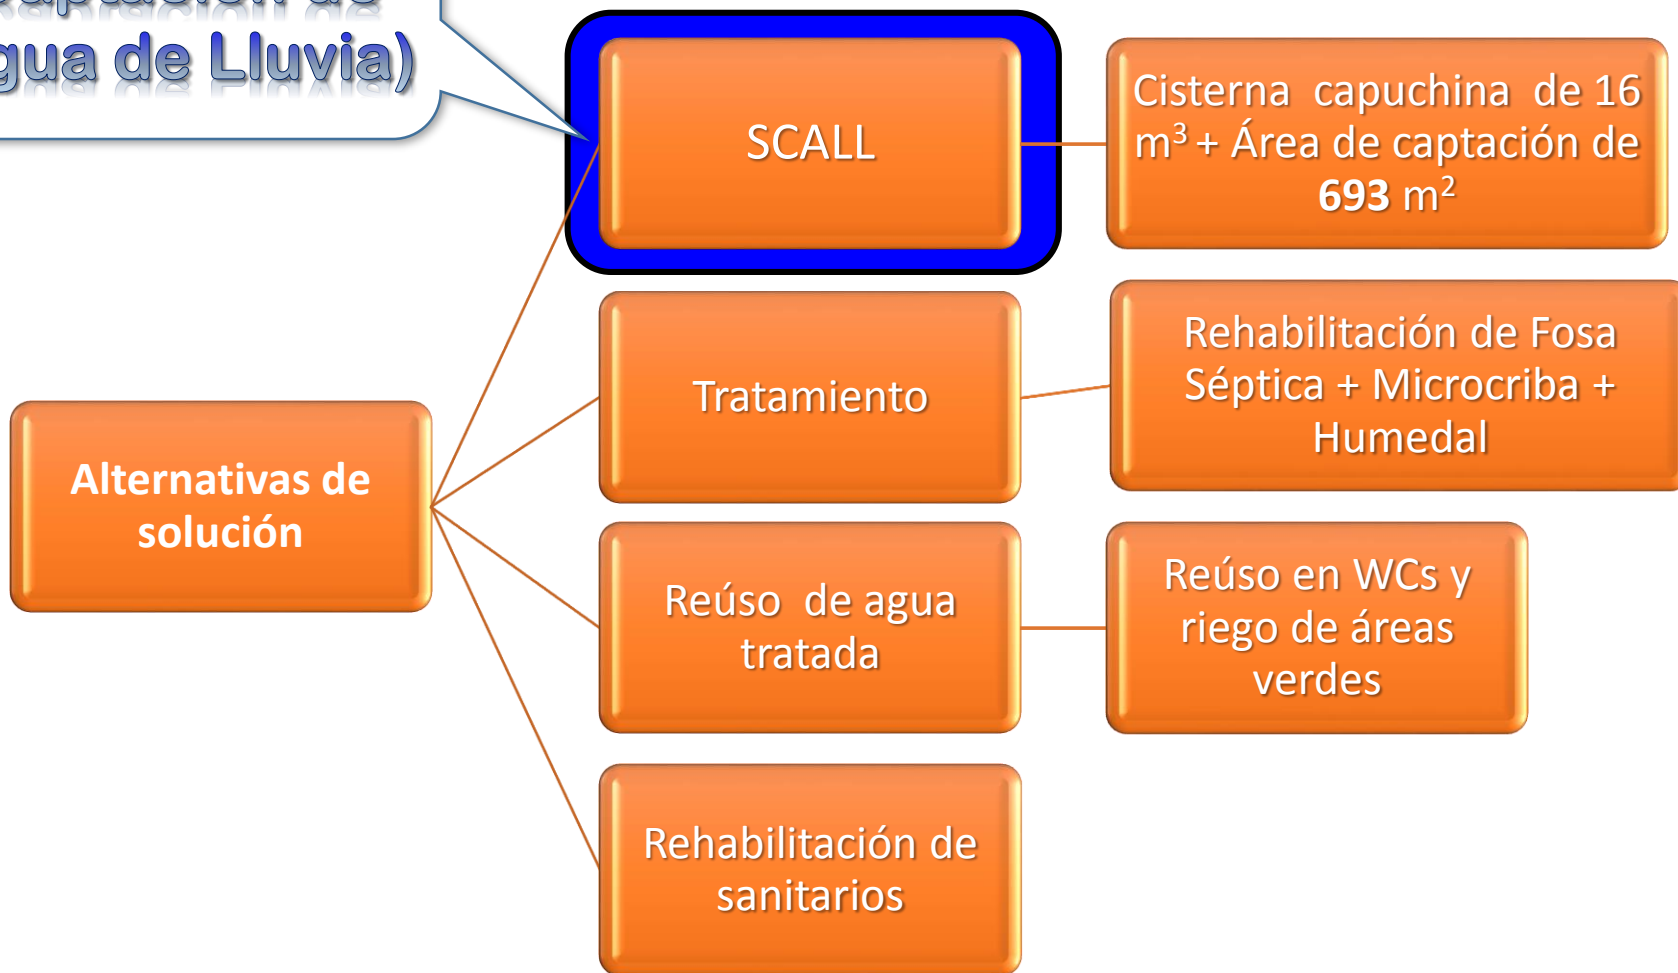 de
gua de Lluvia)
SCALL
Cisterna capuchina de 16
m³ + Área de captación de
693 m²
Tratamiento
Rehabilitación de Fosa
Séptica + Microcriba +
Humedal
Alternativas de
solución
Reúso de agua
tratada
Reúso en WCs y
riego de áreas
verdes
Rehabilitación de
sanitarios